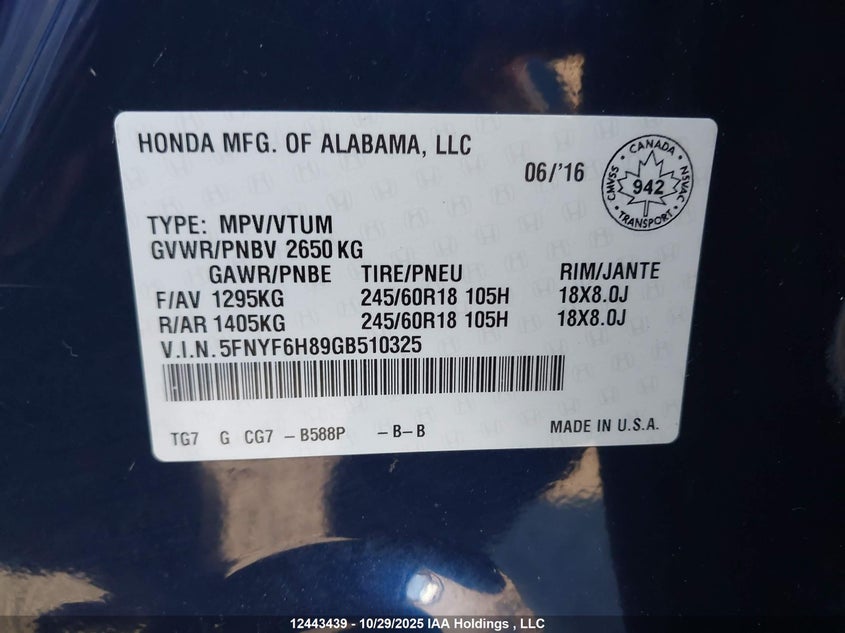 HONDA MFG. OF ALABAMA, LLC
06/'16
CANADA
CMVSS
942
NSVAC
TRANSPORT
TYPE: MPV/VTUM
GVWR/PNBV 2650 KG
GAWR/PNBE TIRE/PNEU RIM/JANTE
F/AV 1295KG 245/60R18 105H 18X8.0J
R/AR 1405KG 245/60R18 105H 18X8.0J
V.I.N. 5FNYF6H89GB510325
TG7 G CG7 – B588P – B– B MADE IN U.S.A.
12443439 - 10/29/2025 IAA Holdings , LLC